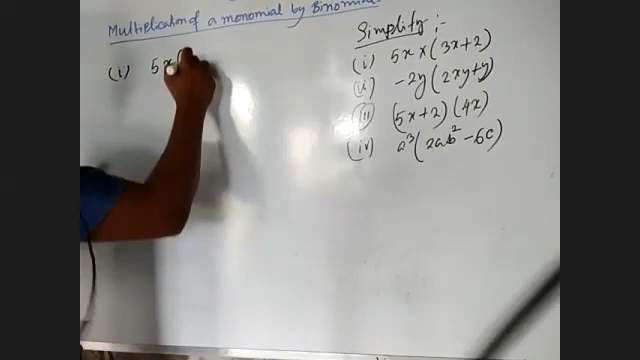 Multiplication of a monomial by Binomial
(i) 5x(
Simplify :-
(i) 5x × (3x+2)
(ii) -2y(2xy+y)
(iii) (5x+2)(4x)
(iv) a³(2ab² - 6c)